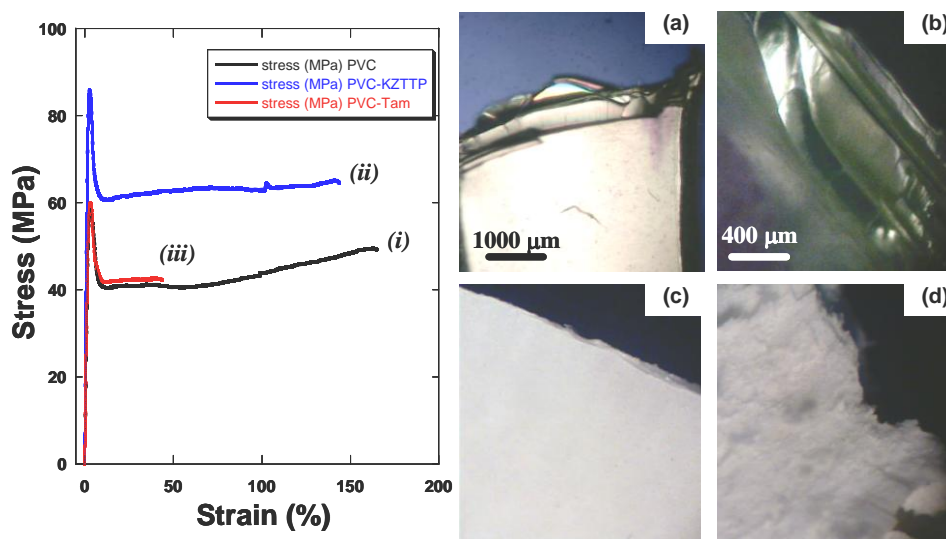 100
80
60
40
20
0
Stress (MPa)
stress (MPa) PVC
stress (MPa) PVC-KZTTP
stress (MPa) PVC-Tam
(ii)
(iii)
(i)
0
50
100
150
200
Strain (%)
(a)
1000 μm
(b)
400 μm
(c)
(d)